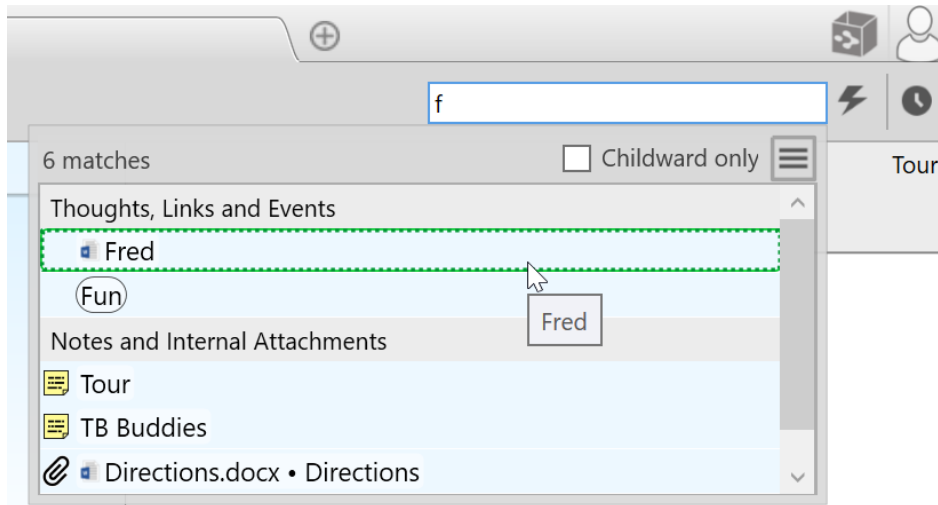 f
6 matches
Childward only
Tour
Thoughts, Links and Events
Fred
Fun
Fred
Notes and Internal Attachments
Tour
TB Buddies
Directions.docx • Directions